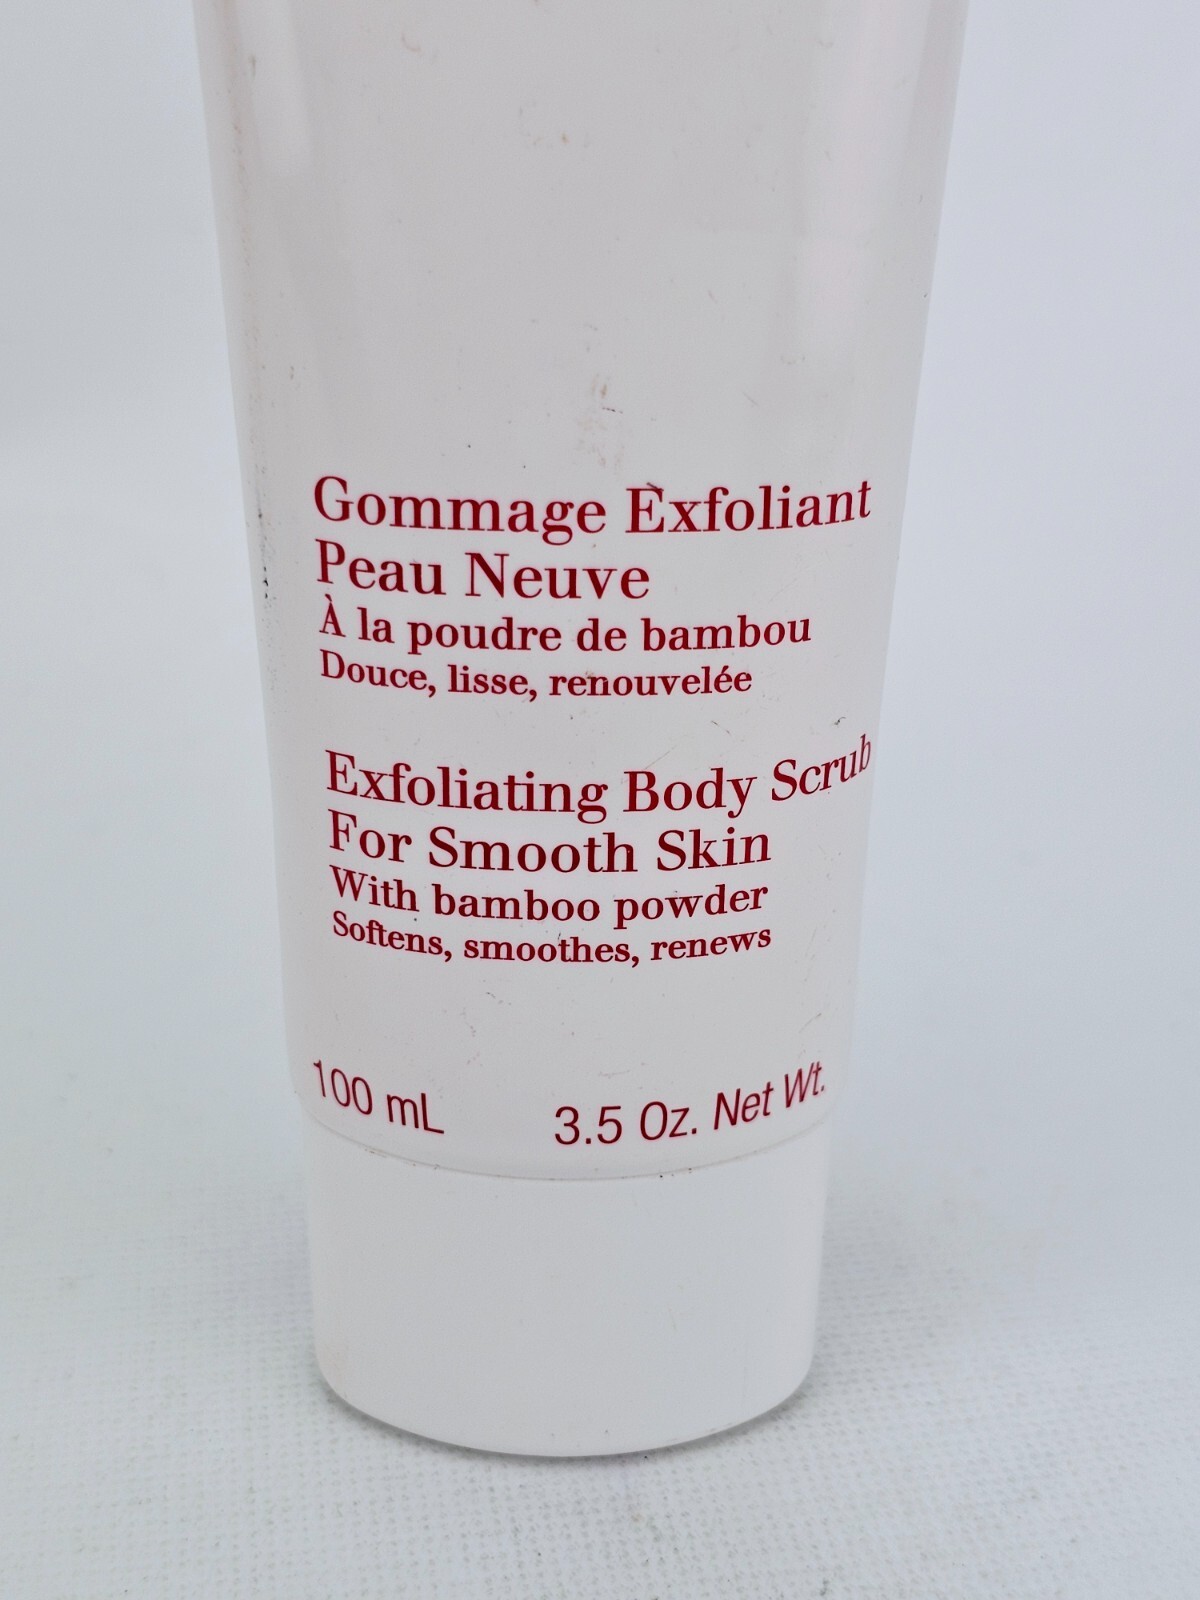 Gommage Exfoliant
Peau Neuve
À la poudre de bambou
Douce, lisse, renouvelée
Exfoliating Body Scrub
For Smooth Skin
With bamboo powder
Softens, smoothes, renews
100 mL 3.5 Oz. Net Wt.